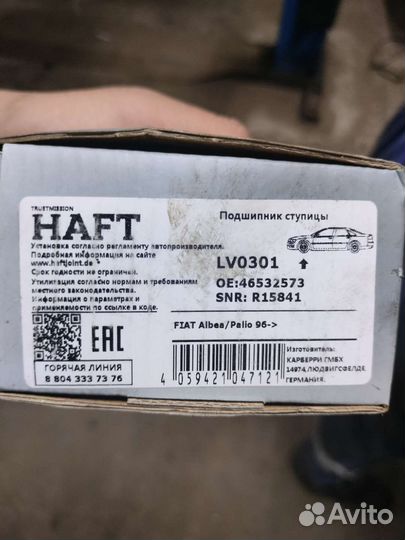 TRUSTMISSION
HAFT
Установка согласно регламенту автопроизводителя.
Подробная информация на сайте
www.haftjoint.de
Срок годности не ограничен.
Утилизация согласно нормам и требованиям
местного законодательства.
Информация о параметрах и
применяемости по ссылке в коде.
EAC
ГОРЯЧАЯ ЛИНИЯ
8 804 333 73 76
Подшипник ступицы
LV0301
OE:46532573
SNR: R15841
FIAT Albea/Palio 96->
4 059421 047121
Изготовитель:
КАРБЕРРИ ГМБХ
14974, ЛЮДВИГСФЕЛДЕ
ГЕРМАНИЯ.
Avito